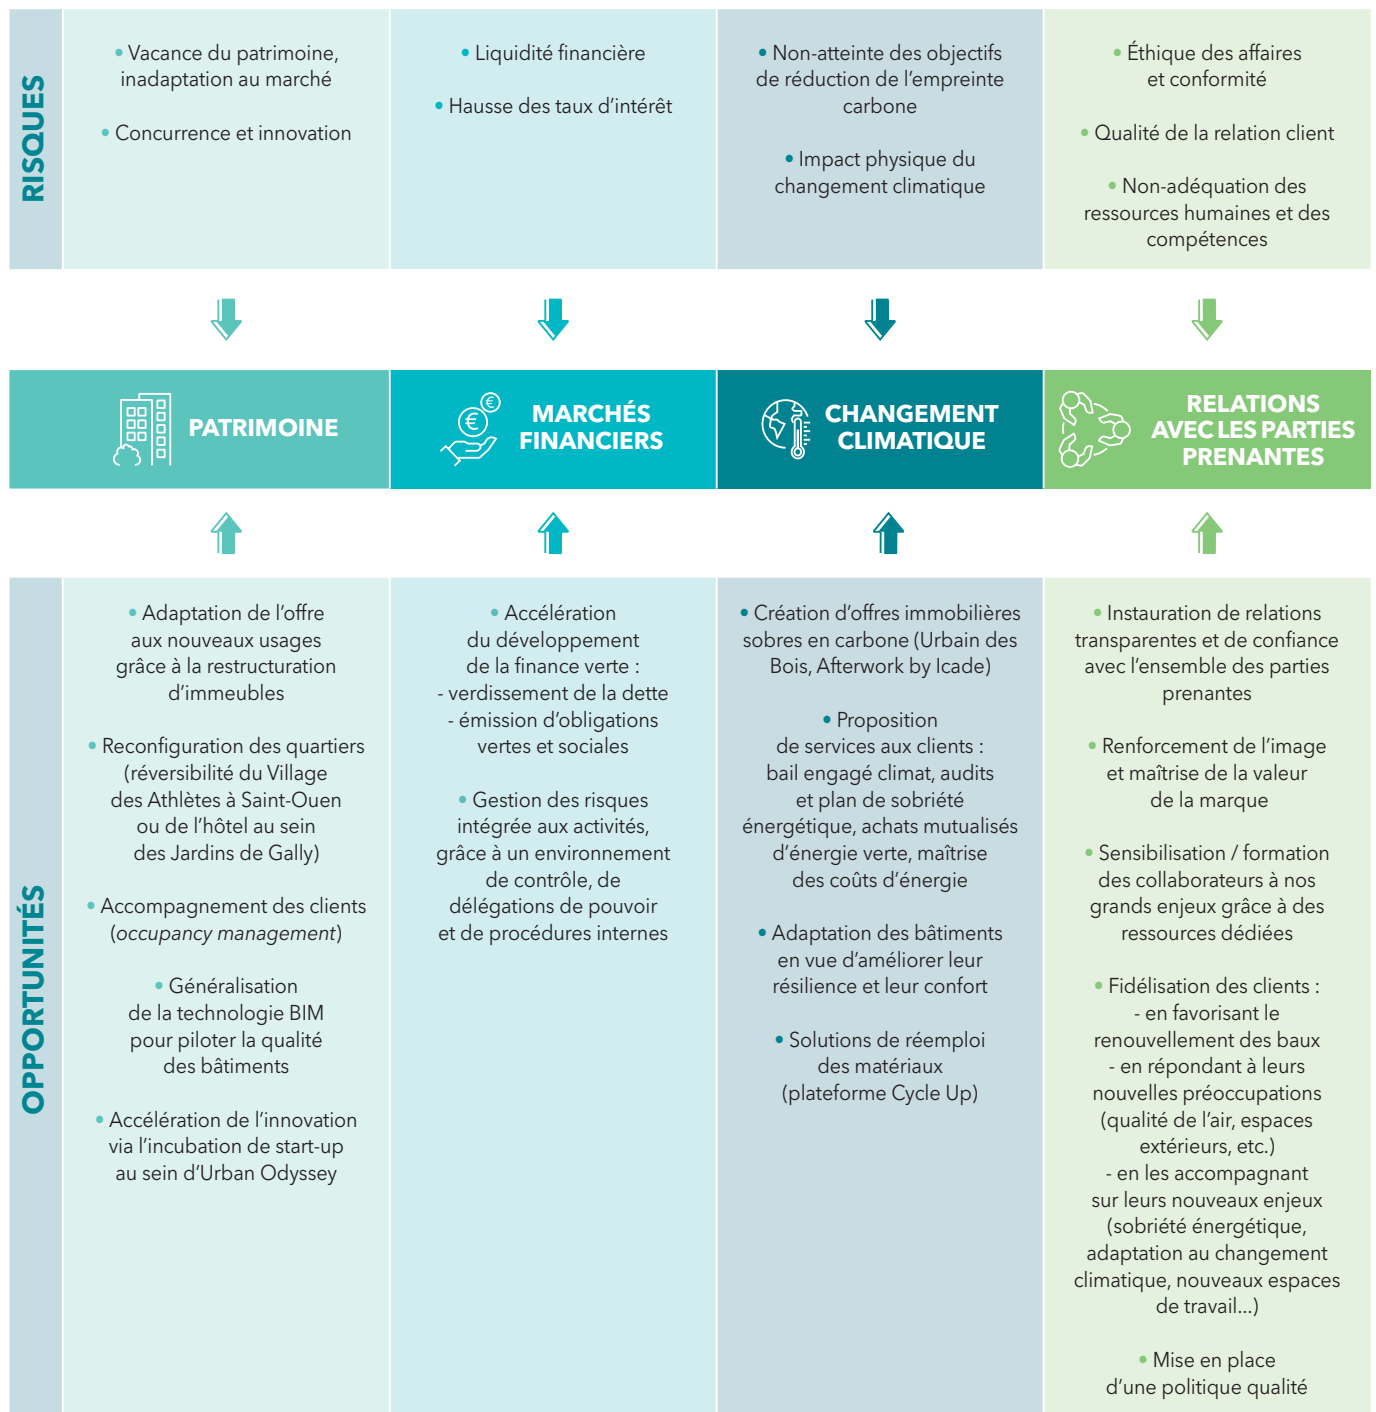 RISQUES
• Vacance du patrimoine,
inadaptation au marché
• Concurrence et innovation
• Liquidité financière
• Hausse des taux d’intérêt
• Non-atteinte des objectifs
de réduction de l’empreinte
carbone
• Impact physique du
changement climatique
• Éthique des affaires
et conformité
• Qualité de la relation client
• Non-adéquation des
ressources humaines et des
compétences
PATRIMOINE
MARCHÉS
FINANCIERS
CHANGEMENT
CLIMATIQUE
RELATIONS
AVEC LES PARTIES
PRENANTES
OPPORTUNITÉS
• Adaptation de l’offre
aux nouveaux usages
grâce à la restructuration
d’immeubles
• Reconfiguration des quartiers
(réversibilité du Village
des Athlètes à Saint-Ouen
ou de l’hôtel au sein
des Jardins de Gally)
• Accompagnement des clients
(occupancy management)
• Généralisation
de la technologie BIM
pour piloter la qualité
des bâtiments
• Accélération de l’innovation
via l’incubation de start-up
au sein d’Urban Odyssey
• Accélération
du développement
de la finance verte :
- verdissement de la dette
- émission d’obligations
vertes et sociales
• Gestion des risques
intégrée aux activités,
grâce à un environnement
de contrôle, de
délégations de pouvoir
et de procédures internes
• Création d’offres immobilières
sobres en carbone (Urbain des
Bois, Afterwork by Icade)
• Proposition
de services aux clients :
bail engagé climat, audits
et plan de sobriété
énergétique, achats mutualisés
d’énergie verte, maîtrise
des coûts d’énergie
• Adaptation des bâtiments
en vue d’améliorer leur
résilience et leur confort
• Solutions de réemploi
des matériaux
(plateforme Cycle Up)
• Instauration de relations
transparentes et de confiance
avec l’ensemble des parties
prenantes
• Renforcement de l’image
et maîtrise de la valeur
de la marque
• Sensibilisation / formation
des collaborateurs à nos
grands enjeux grâce à des
ressources dédiées
• Fidélisation des clients :
- en favorisant le
renouvellement des baux
- en répondant à leurs
nouvelles préoccupations
(qualité de l’air, espaces
extérieurs, etc.)
- en les accompagnant
sur leurs nouveaux enjeux
(sobriété énergétique,
adaptation au changement
climatique, nouveaux espaces
de travail...)
• Mise en place
d’une politique qualité